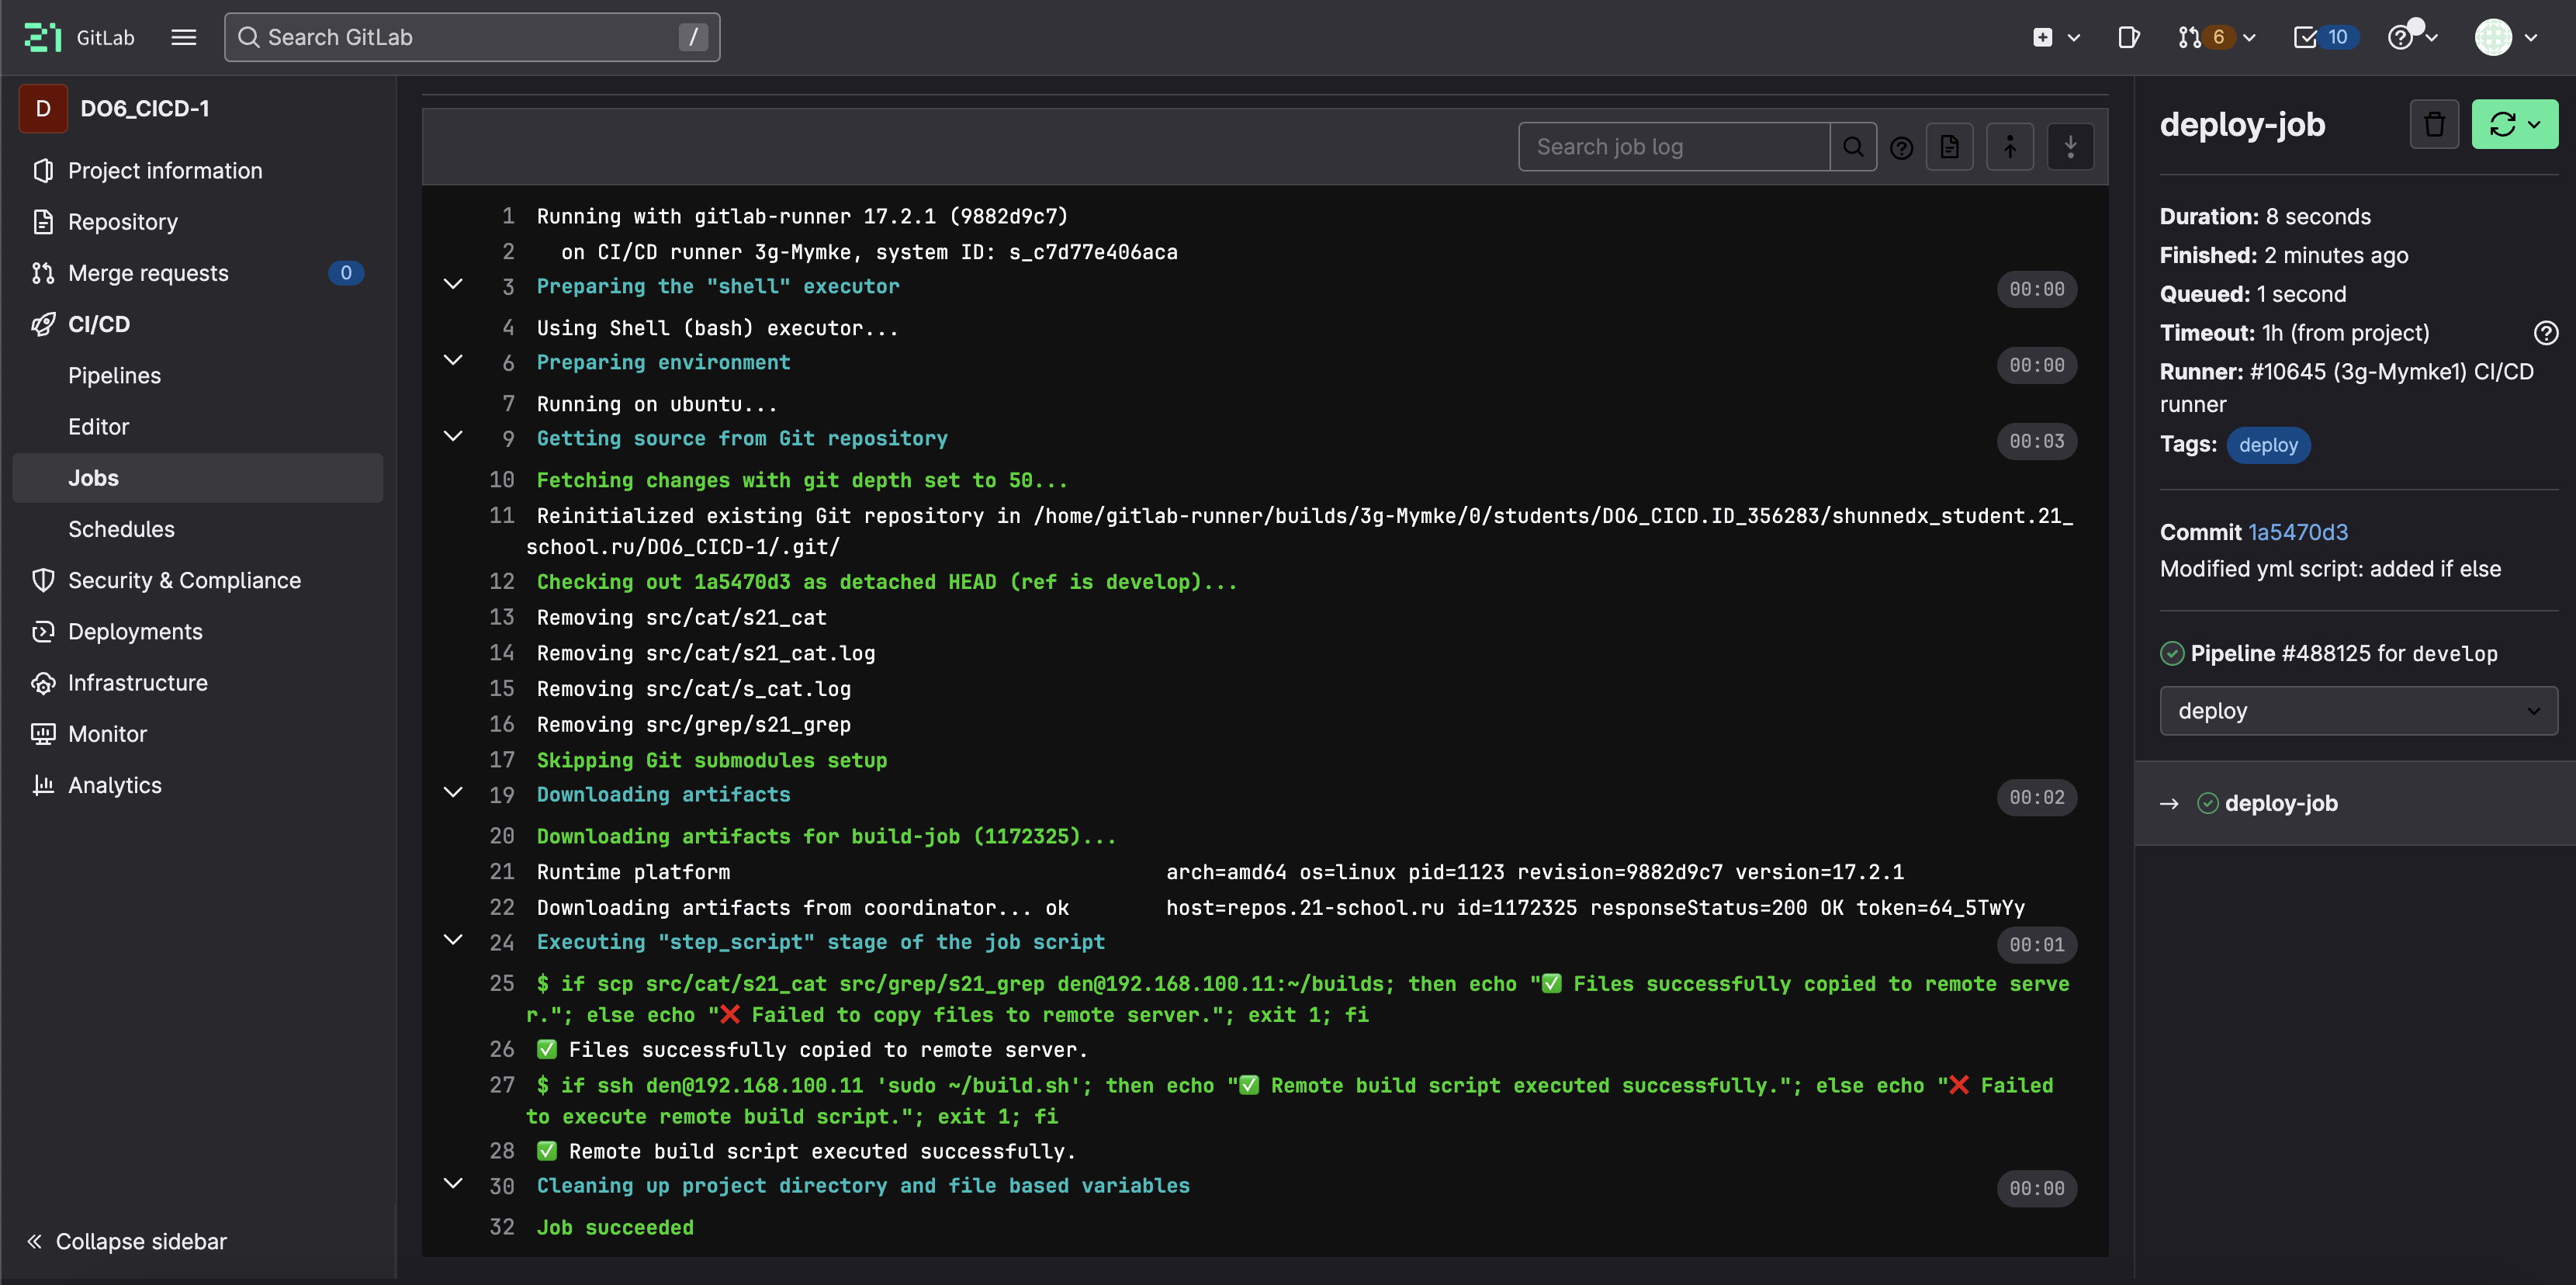 GitLab
Search GitLab
/
6
10
D
DO6_CICD-1
Project information
Repository
Merge requests
0
CI/CD
Pipelines
Editor
Jobs
Schedules
Security & Compliance
Deployments
Infrastructure
Monitor
Analytics
Collapse sidebar
Search job log
1 Running with gitlab-runner 17.2.1 (9882d9c7)
2 on CI/CD runner 3g-Mymke, system ID: s_c7d77e406aca
3 Preparing the "shell" executor 00:00
4 Using Shell (bash) executor...
6 Preparing environment 00:00
7 Running on ubuntu...
9 Getting source from Git repository 00:03
10 Fetching changes with git depth set to 50...
11 Reinitialized existing Git repository in /home/gitlab-runner/builds/3g-Mymke/0/students/DO6_CICD.ID_356283/shunnedx_student.21_
school.ru/DO6_CICD-1/.git/
12 Checking out 1a5470d3 as detached HEAD (ref is develop)...
13 Removing src/cat/s21_cat
14 Removing src/cat/s21_cat.log
15 Removing src/cat/s_cat.log
16 Removing src/grep/s21_grep
17 Skipping Git submodules setup
19 Downloading artifacts 00:02
20 Downloading artifacts for build-job (1172325)...
21 Runtime platform arch=amd64 os=linux pid=1123 revision=9882d9c7 version=17.2.1
22 Downloading artifacts from coordinator... ok host=repos.21-school.ru id=1172325 responseStatus=200 OK token=64_5TwYy
24 Executing "step_script" stage of the job script 00:01
25 $ if scp src/cat/s21_cat src/grep/s21_grep den@192.168.100.11:~/builds; then echo "✅ Files successfully copied to remote serve
r."; else echo "❌ Failed to copy files to remote server."; exit 1; fi
26 ✅ Files successfully copied to remote server.
27 $ if ssh den@192.168.100.11 'sudo ~/build.sh'; then echo "✅ Remote build script executed successfully."; else echo "❌ Failed
to execute remote build script."; exit 1; fi
28 ✅ Remote build script executed successfully.
30 Cleaning up project directory and file based variables 00:00
32 Job succeeded
deploy-job
Duration: 8 seconds
Finished: 2 minutes ago
Queued: 1 second
Timeout: 1h (from project)
Runner: #10645 (3g-Mymke1) CI/CD
runner
Tags: deploy
Commit 1a5470d3
Modified yml script: added if else
Pipeline #488125 for develop
deploy
→ deploy-job